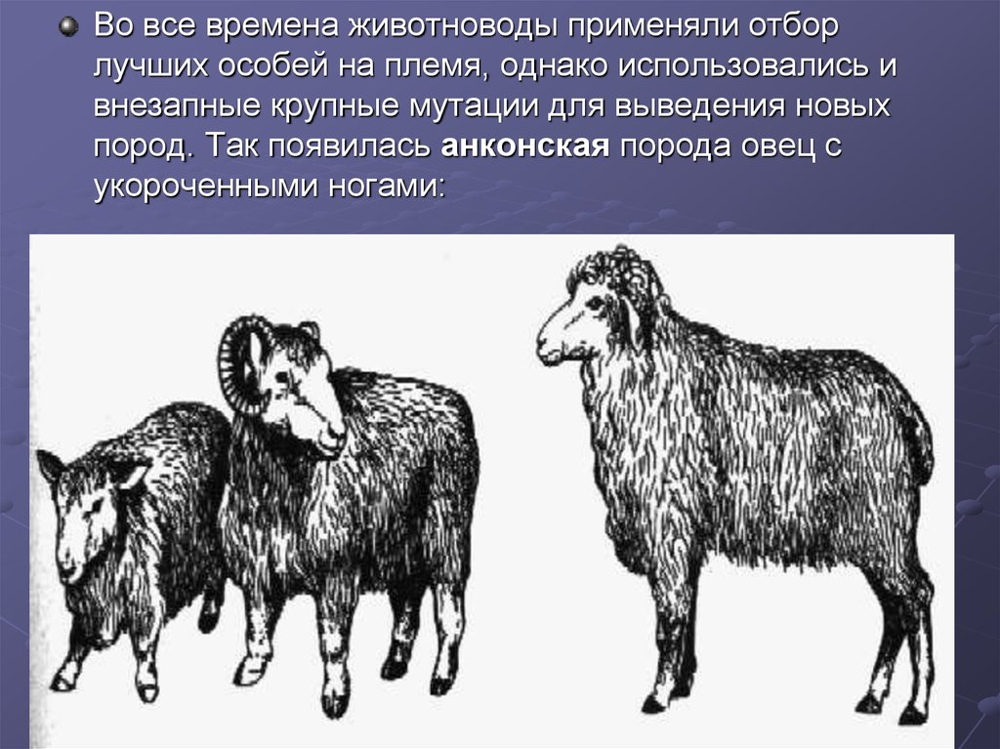 Во все времена животноводы применяли отбор
лучших особей на племя, однако использовались и
внезапные крупные мутации для выведения новых
пород. Так появилась анконская порода овец с
укороченными ногами: